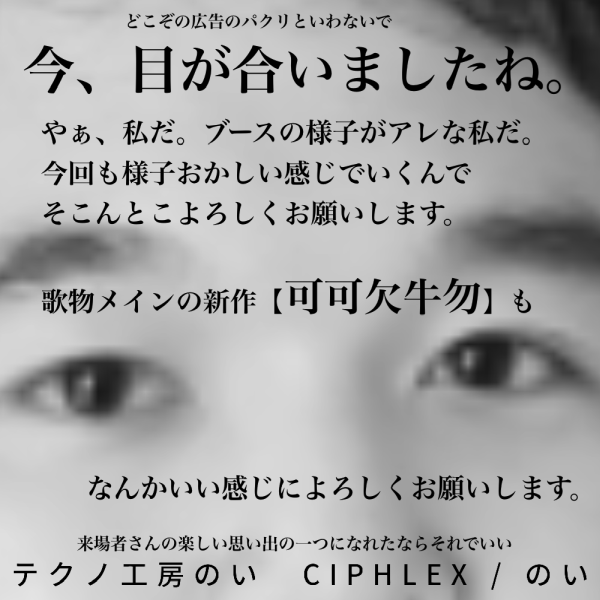 どこぞの広告のパクリといわないで
今、目が合いましたね。
やぁ、私だ。ブースの様子がアレな私だ。
今回も様子おかしい感じでいくんで
そこんとこよろしくお願いします。
歌物メインの新作【可可欠牛勿】も
なんかいい感じによろしくお願いします。
来場者さんの楽しい思い出の一つになれたならそれでいい
テクノ工房のい CIPHLEX / のい